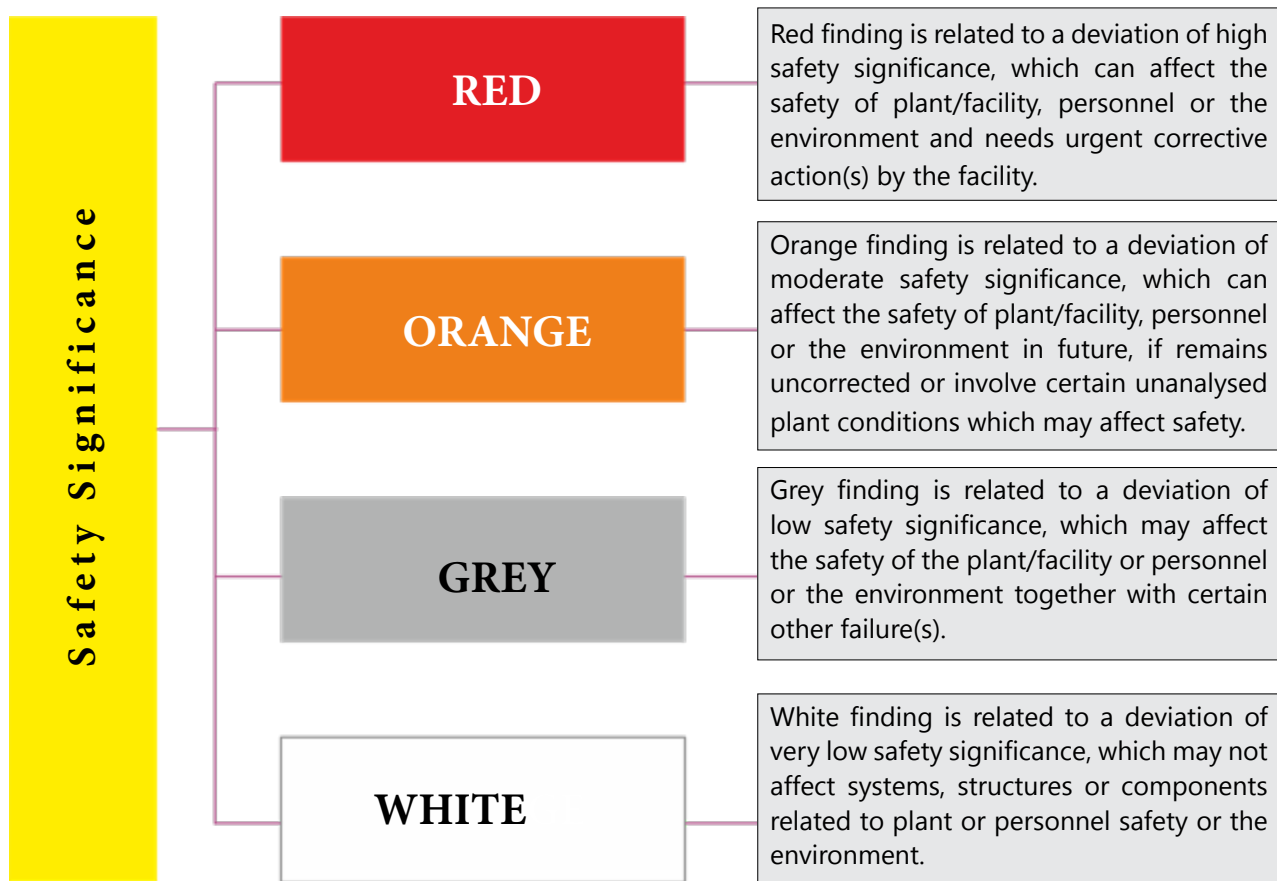 Safety Significance
RED
Red finding is related to a deviation of high
safety significance, which can affect the
safety of plant/facility, personnel or the
environment and needs urgent corrective
action(s) by the facility.
ORANGE
Orange finding is related to a deviation of
moderate safety significance, which can
affect the safety of plant/facility, personnel
or the environment in future, if remains
uncorrected or involve certain unanalysed
plant conditions which may affect safety.
GREY
Grey finding is related to a deviation of
low safety significance, which may affect
the safety of the plant/facility or personnel
or the environment together with certain
other failure(s).
WHITE
White finding is related to a deviation of
very low safety significance, which may not
affect systems, structures or components
related to plant or personnel safety or the
environment.